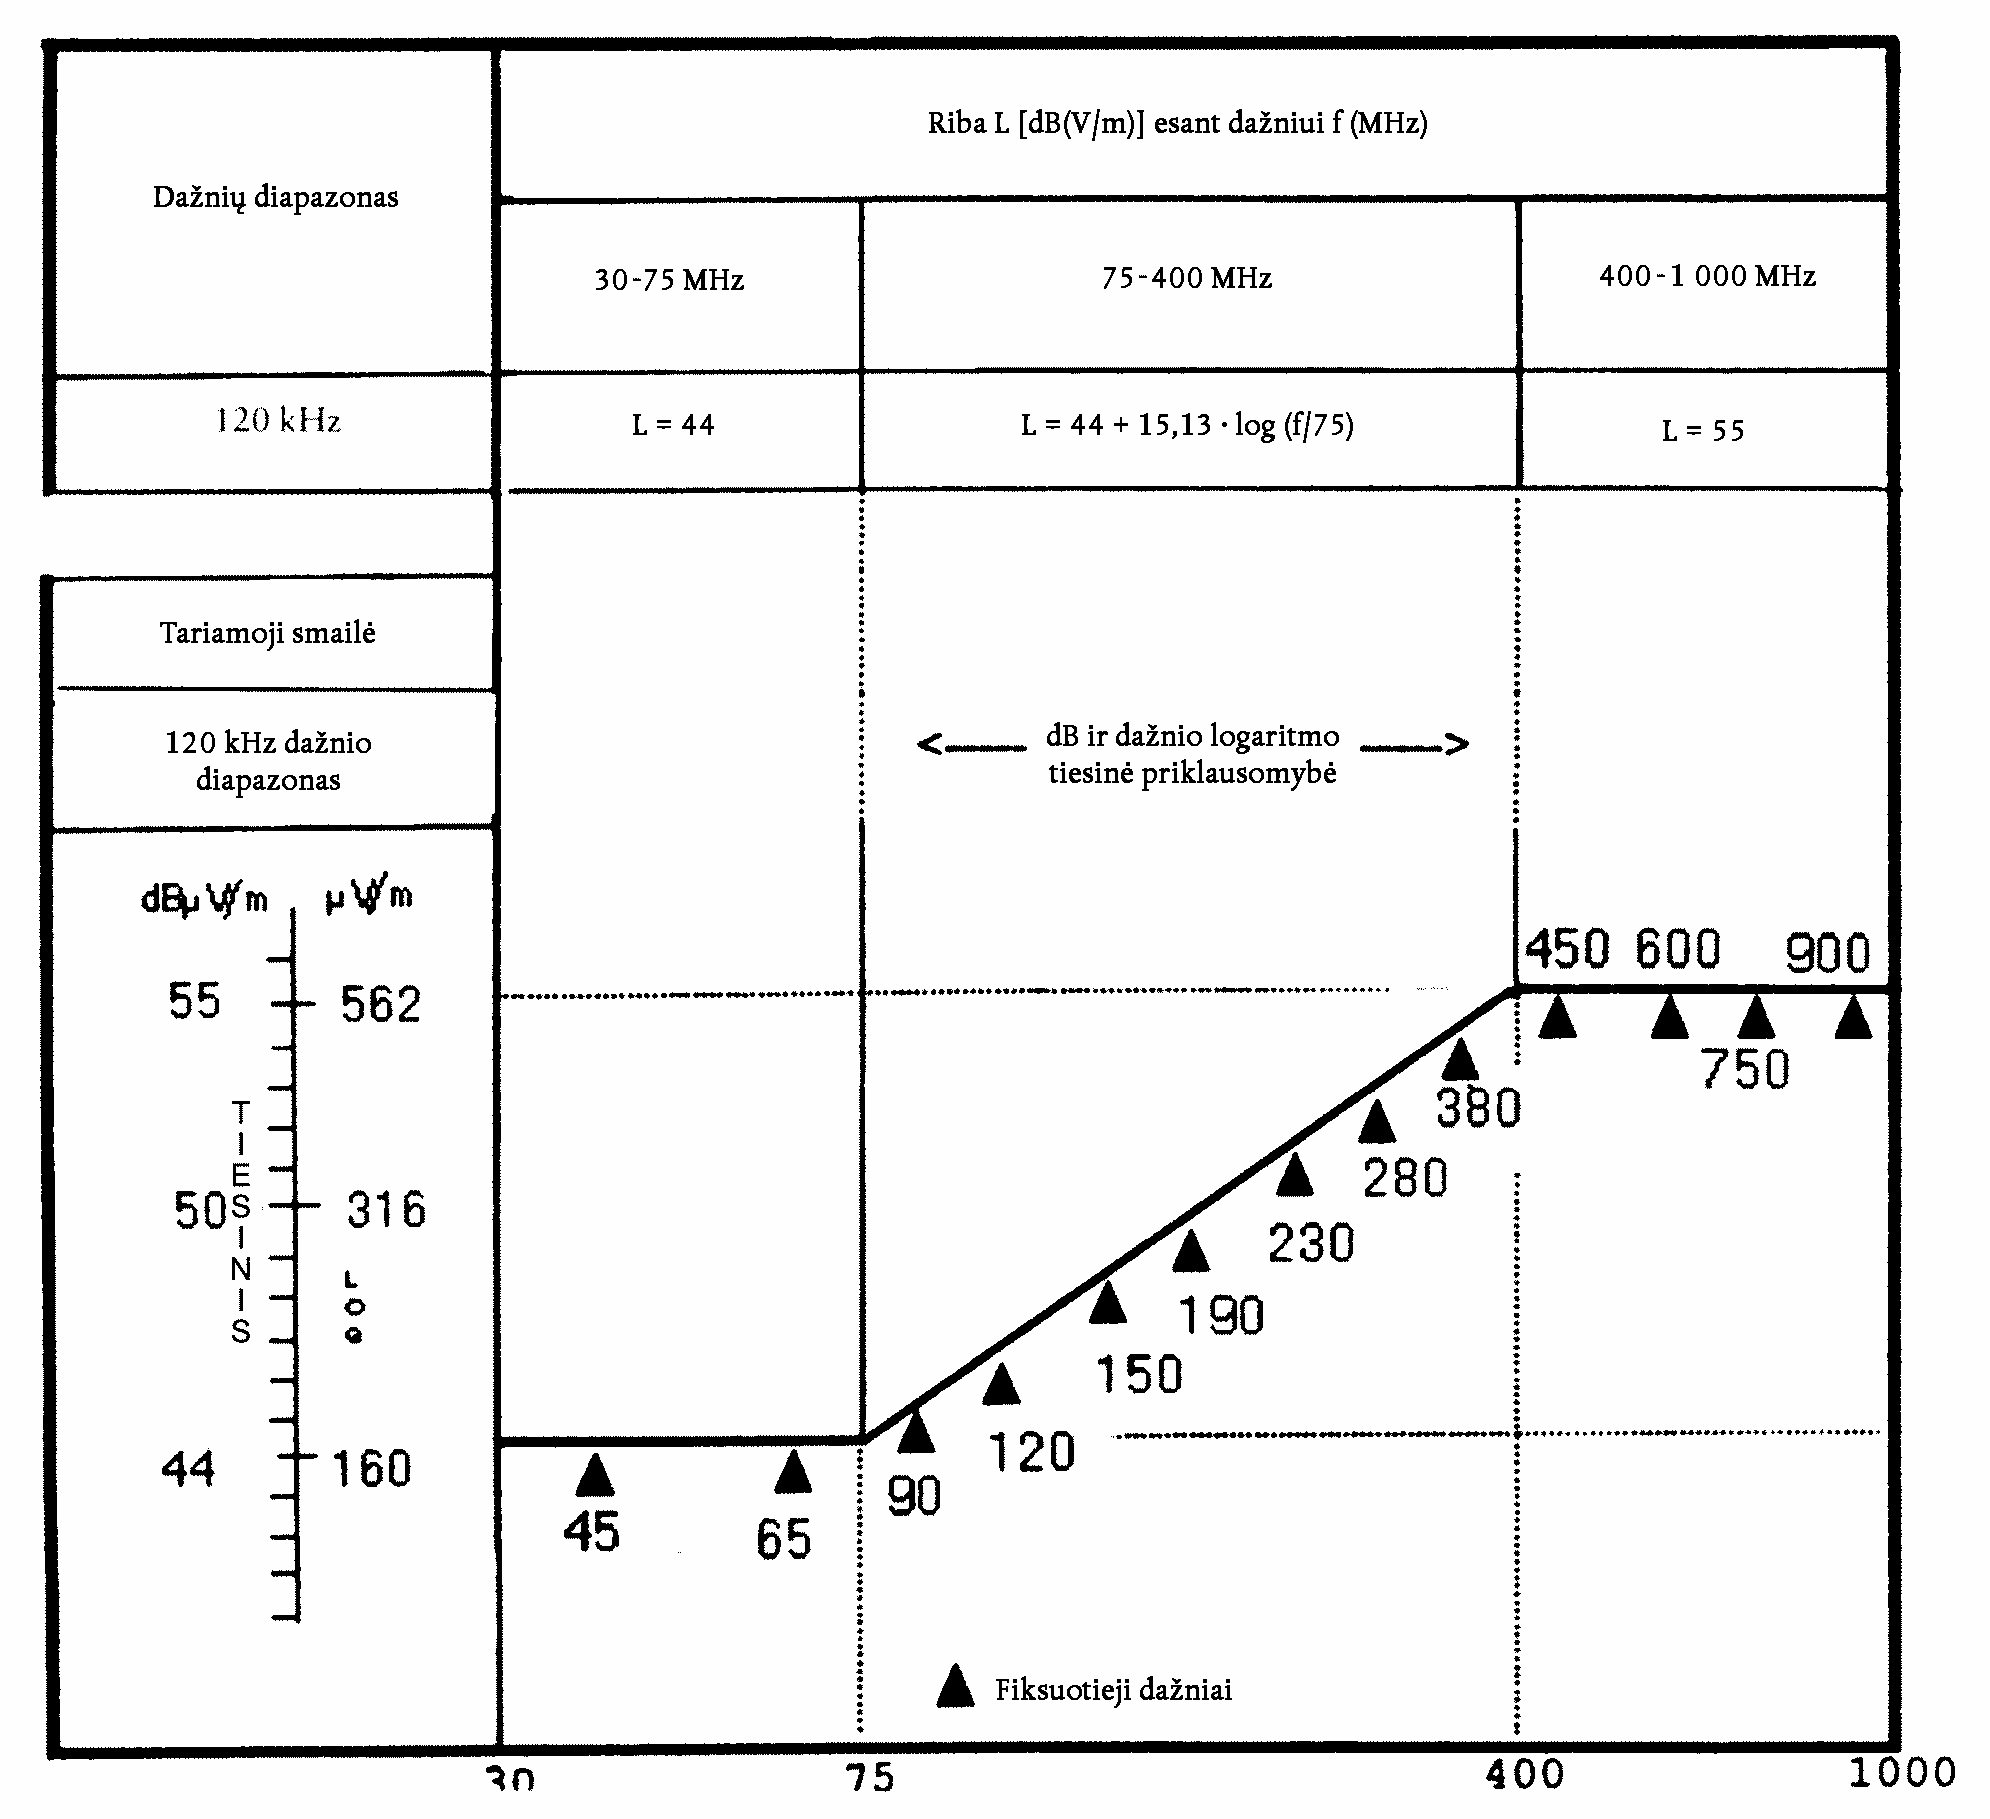 Riba L [dB(V/m)] esant dažniui f (MHz)
Dažnių diapazonas
30-75 MHz
75-400 MHz
400-1 000 MHz
120 kHz
L = 44
L = 44 + 15,13 · log (f/75)
L = 55
Tariamoji smailė
120 kHz dažnio
diapazonas
dB ir dažnio logaritmo
tiesinė priklausomybė
dBµV/m
µV/m
55
562
50
316
44
160
TIESINIS
450
600
900
750
380
280
230
190
150
120
90
45
65
Fiksuotieji dažniai
30
75
400
1000